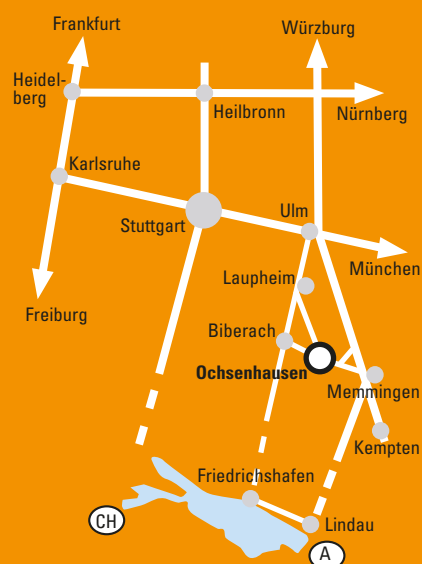 Frankfurt
Würzburg
Heidel-
berg
Heilbronn
Nürnberg
Karlsruhe
Ulm
Stuttgart
München
Laupheim
Freiburg
Biberach
Ochsenhausen
Memmingen
Kempten
Friedrichshafen
CH
Lindau
A